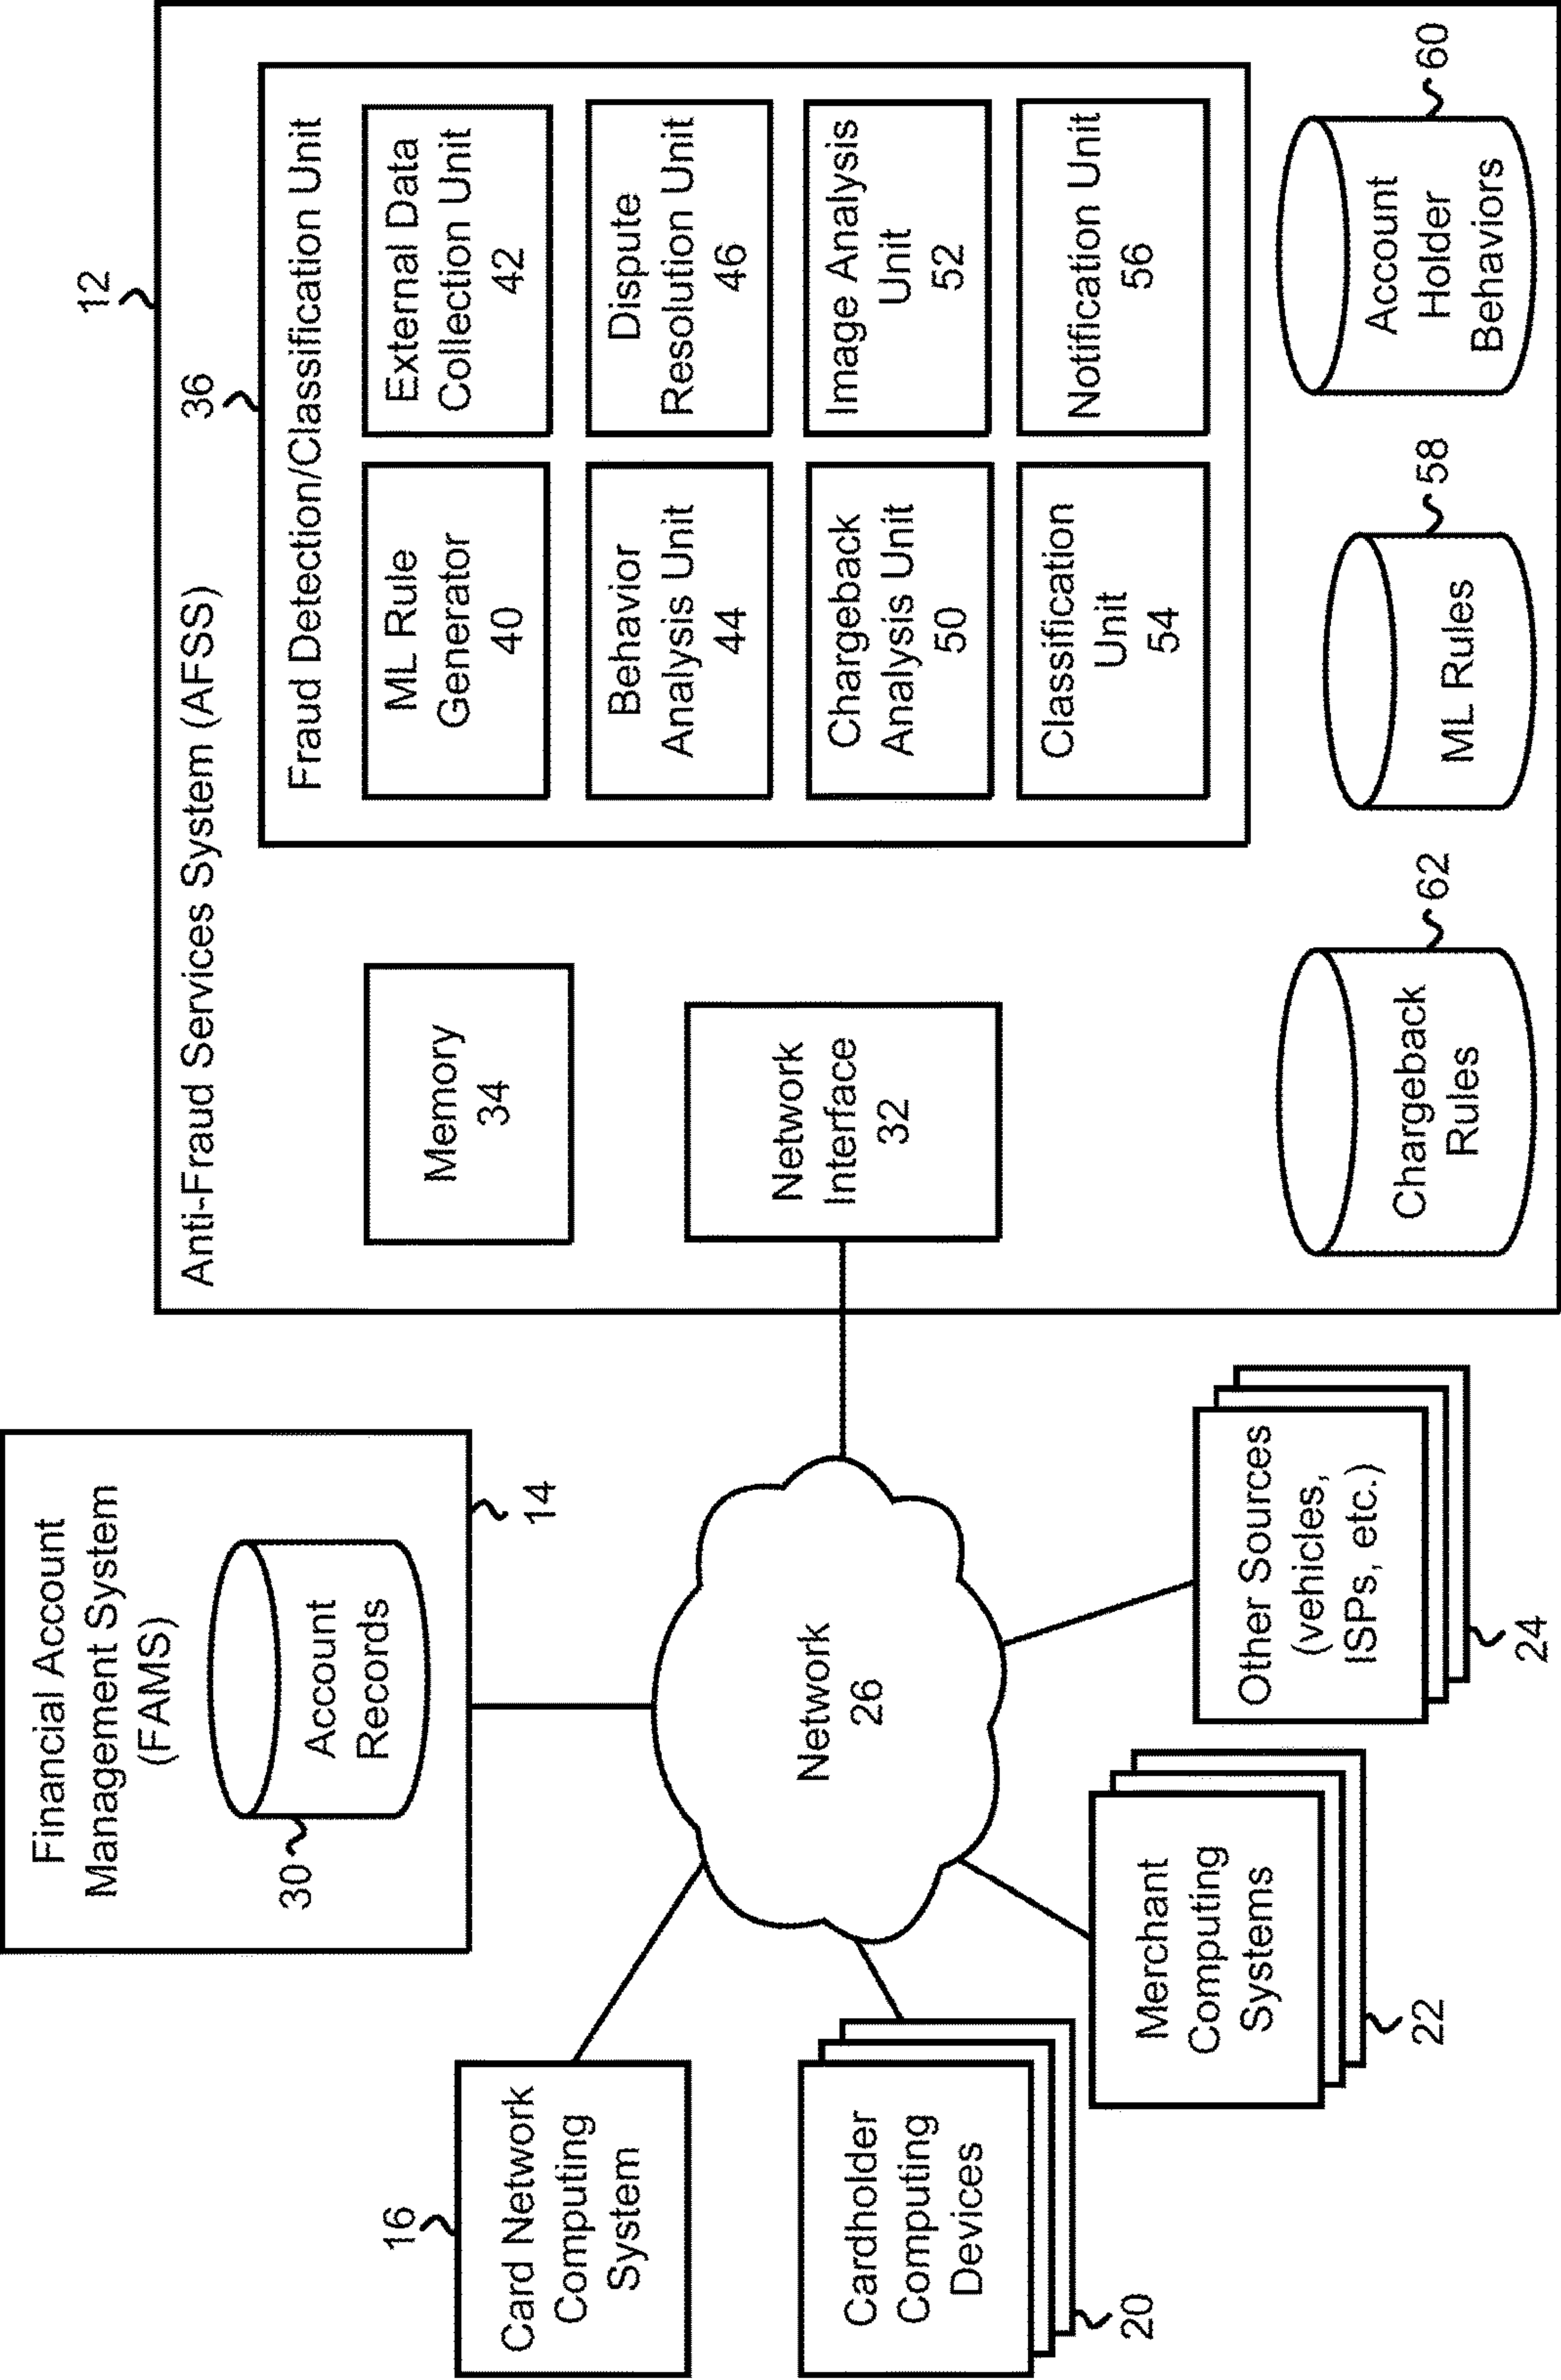 Financial Account
Management System
(FAMS)
Account
Records
30
14
16
Card Network
Computing
System
Cardholder
Computing
Devices
20
Merchant
Computing
Systems
22
Other Sources
(vehicles,
ISPs, etc.)
24
Network
26
12
Anti-Fraud Services System (AFSS)
Memory
34
Network
Interface
32
36
Fraud Detection/Classification Unit
ML Rule
Generator
40
External Data
Collection Unit
42
Behavior
Analysis Unit
44
Dispute
Resolution Unit
46
Chargeback
Analysis Unit
50
Image Analysis
Unit
52
Classification
Unit
54
Notification Unit
56
Chargeback
Rules
62
ML Rules
58
Account
Holder
Behaviors
60